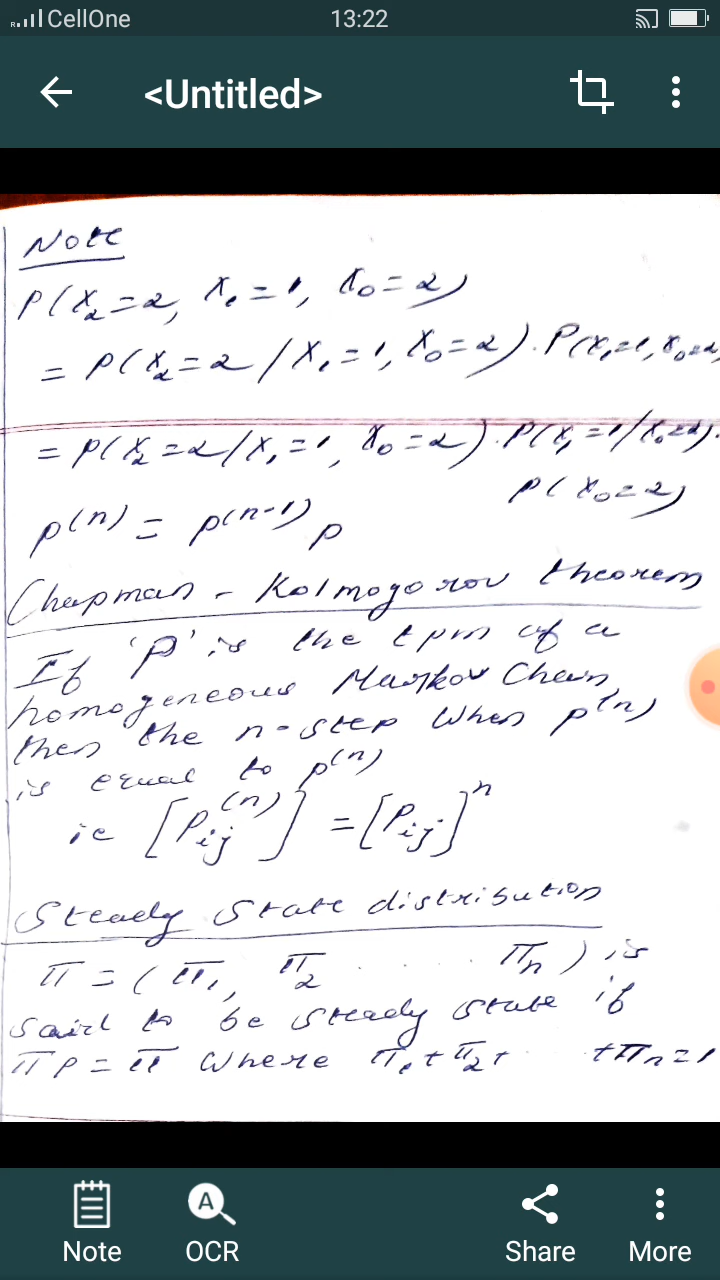 CellOne
13:22
<Untitled>
Note
P(X₂=2, X₁=1, X₀=2)
= P(X₂=2/X₁=1, X₀=2). P(X₁=1, X₀=2,
= P(X₂=2/X₁=1, X₀=2). P(X₁=1/X₀=2).
P(X₀=2)
p(n) = p(n-1) p
Chapman - Kolmogorov theorem
If 'p' is the tpm of a
homogeneous Markov Chain,
then the n-step When p(n)
is equal to p(n)
ie [Pij(n)] = [Pij]ⁿ
Steady State distribution
π = (π₁, π₂ .... πn) is
said to be steady state if
πP = π where π₁+π₂+ .. +πn=1
Note
OCR
Share
More